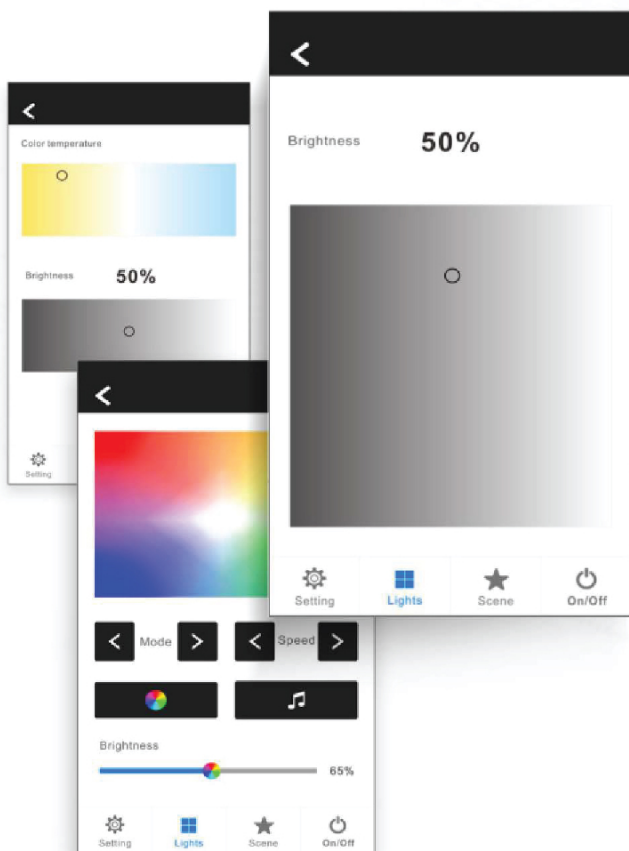 Color temperature
Brightness 50%
Setting
Brightness 50%
Setting Lights Scene On/Off
Mode Speed
Brightness
65%
Setting Lights Scene On/Off